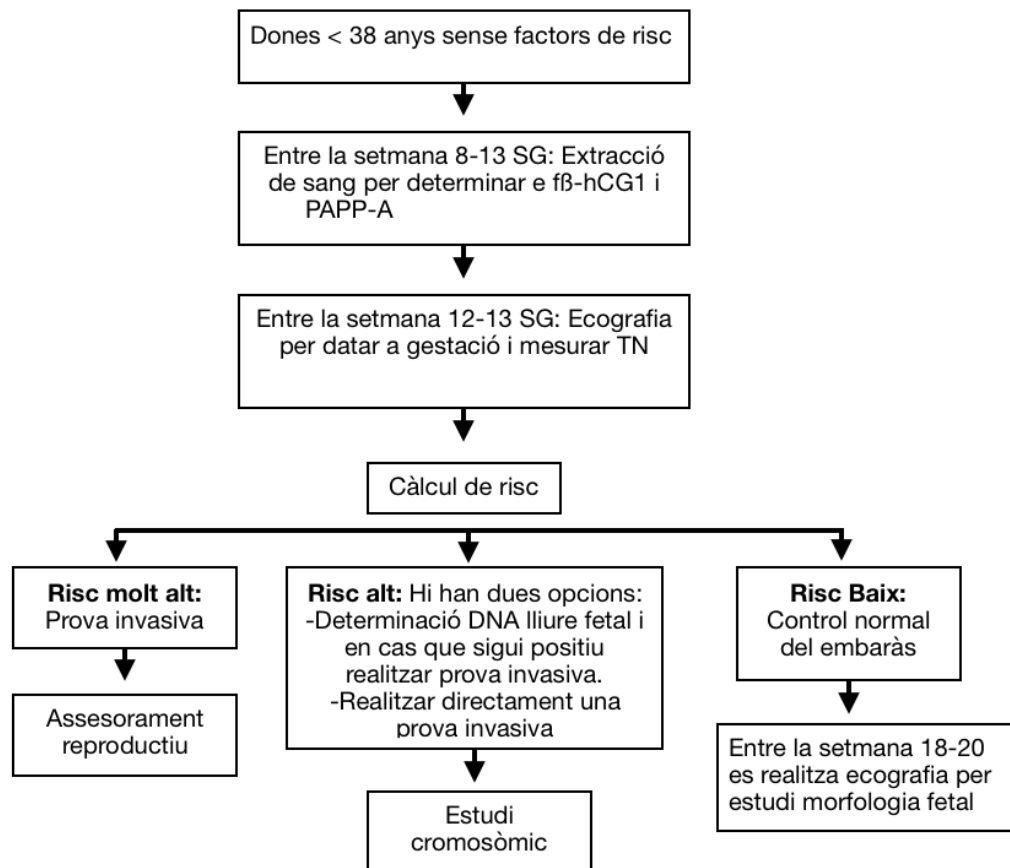 Dones < 38 anys sense factors de risc
Entre la setmana 8-13 SG: Extracció
de sang per determinar e fß-hCG1 i
PAPP-A
Entre la setmana 12-13 SG: Ecografia
per datar a gestació i mesurar TN
Càlcul de risc
Risc molt alt:
Prova invasiva
Assesorament
reproductiu
Risc alt: Hi han dues opcions:
-Determinació DNA lliure fetal i
en cas que sigui positiu
realitzar prova invasiva.
-Realitzar directament una
prova invasiva
Estudi
cromosòmic
Risc Baix:
Control normal
del embaràs
Entre la setmana 18-20
es realitza ecografia per
estudi morfologia fetal